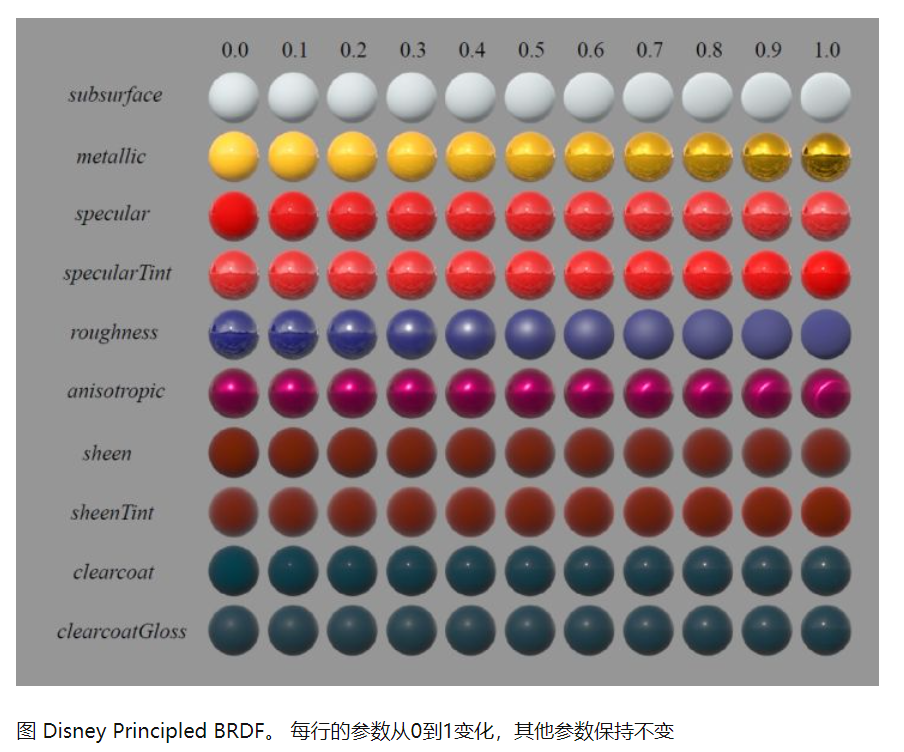 0.0 0.1 0.2 0.3 0.4 0.5 0.6 0.7 0.8 0.9 1.0
subsurface
metallic
specular
specularTint
roughness
anisotropic
sheen
sheenTint
clearcoat
clearcoatGloss
图 Disney Principled BRDF。 每行的参数从0到1变化，其他参数保持不变